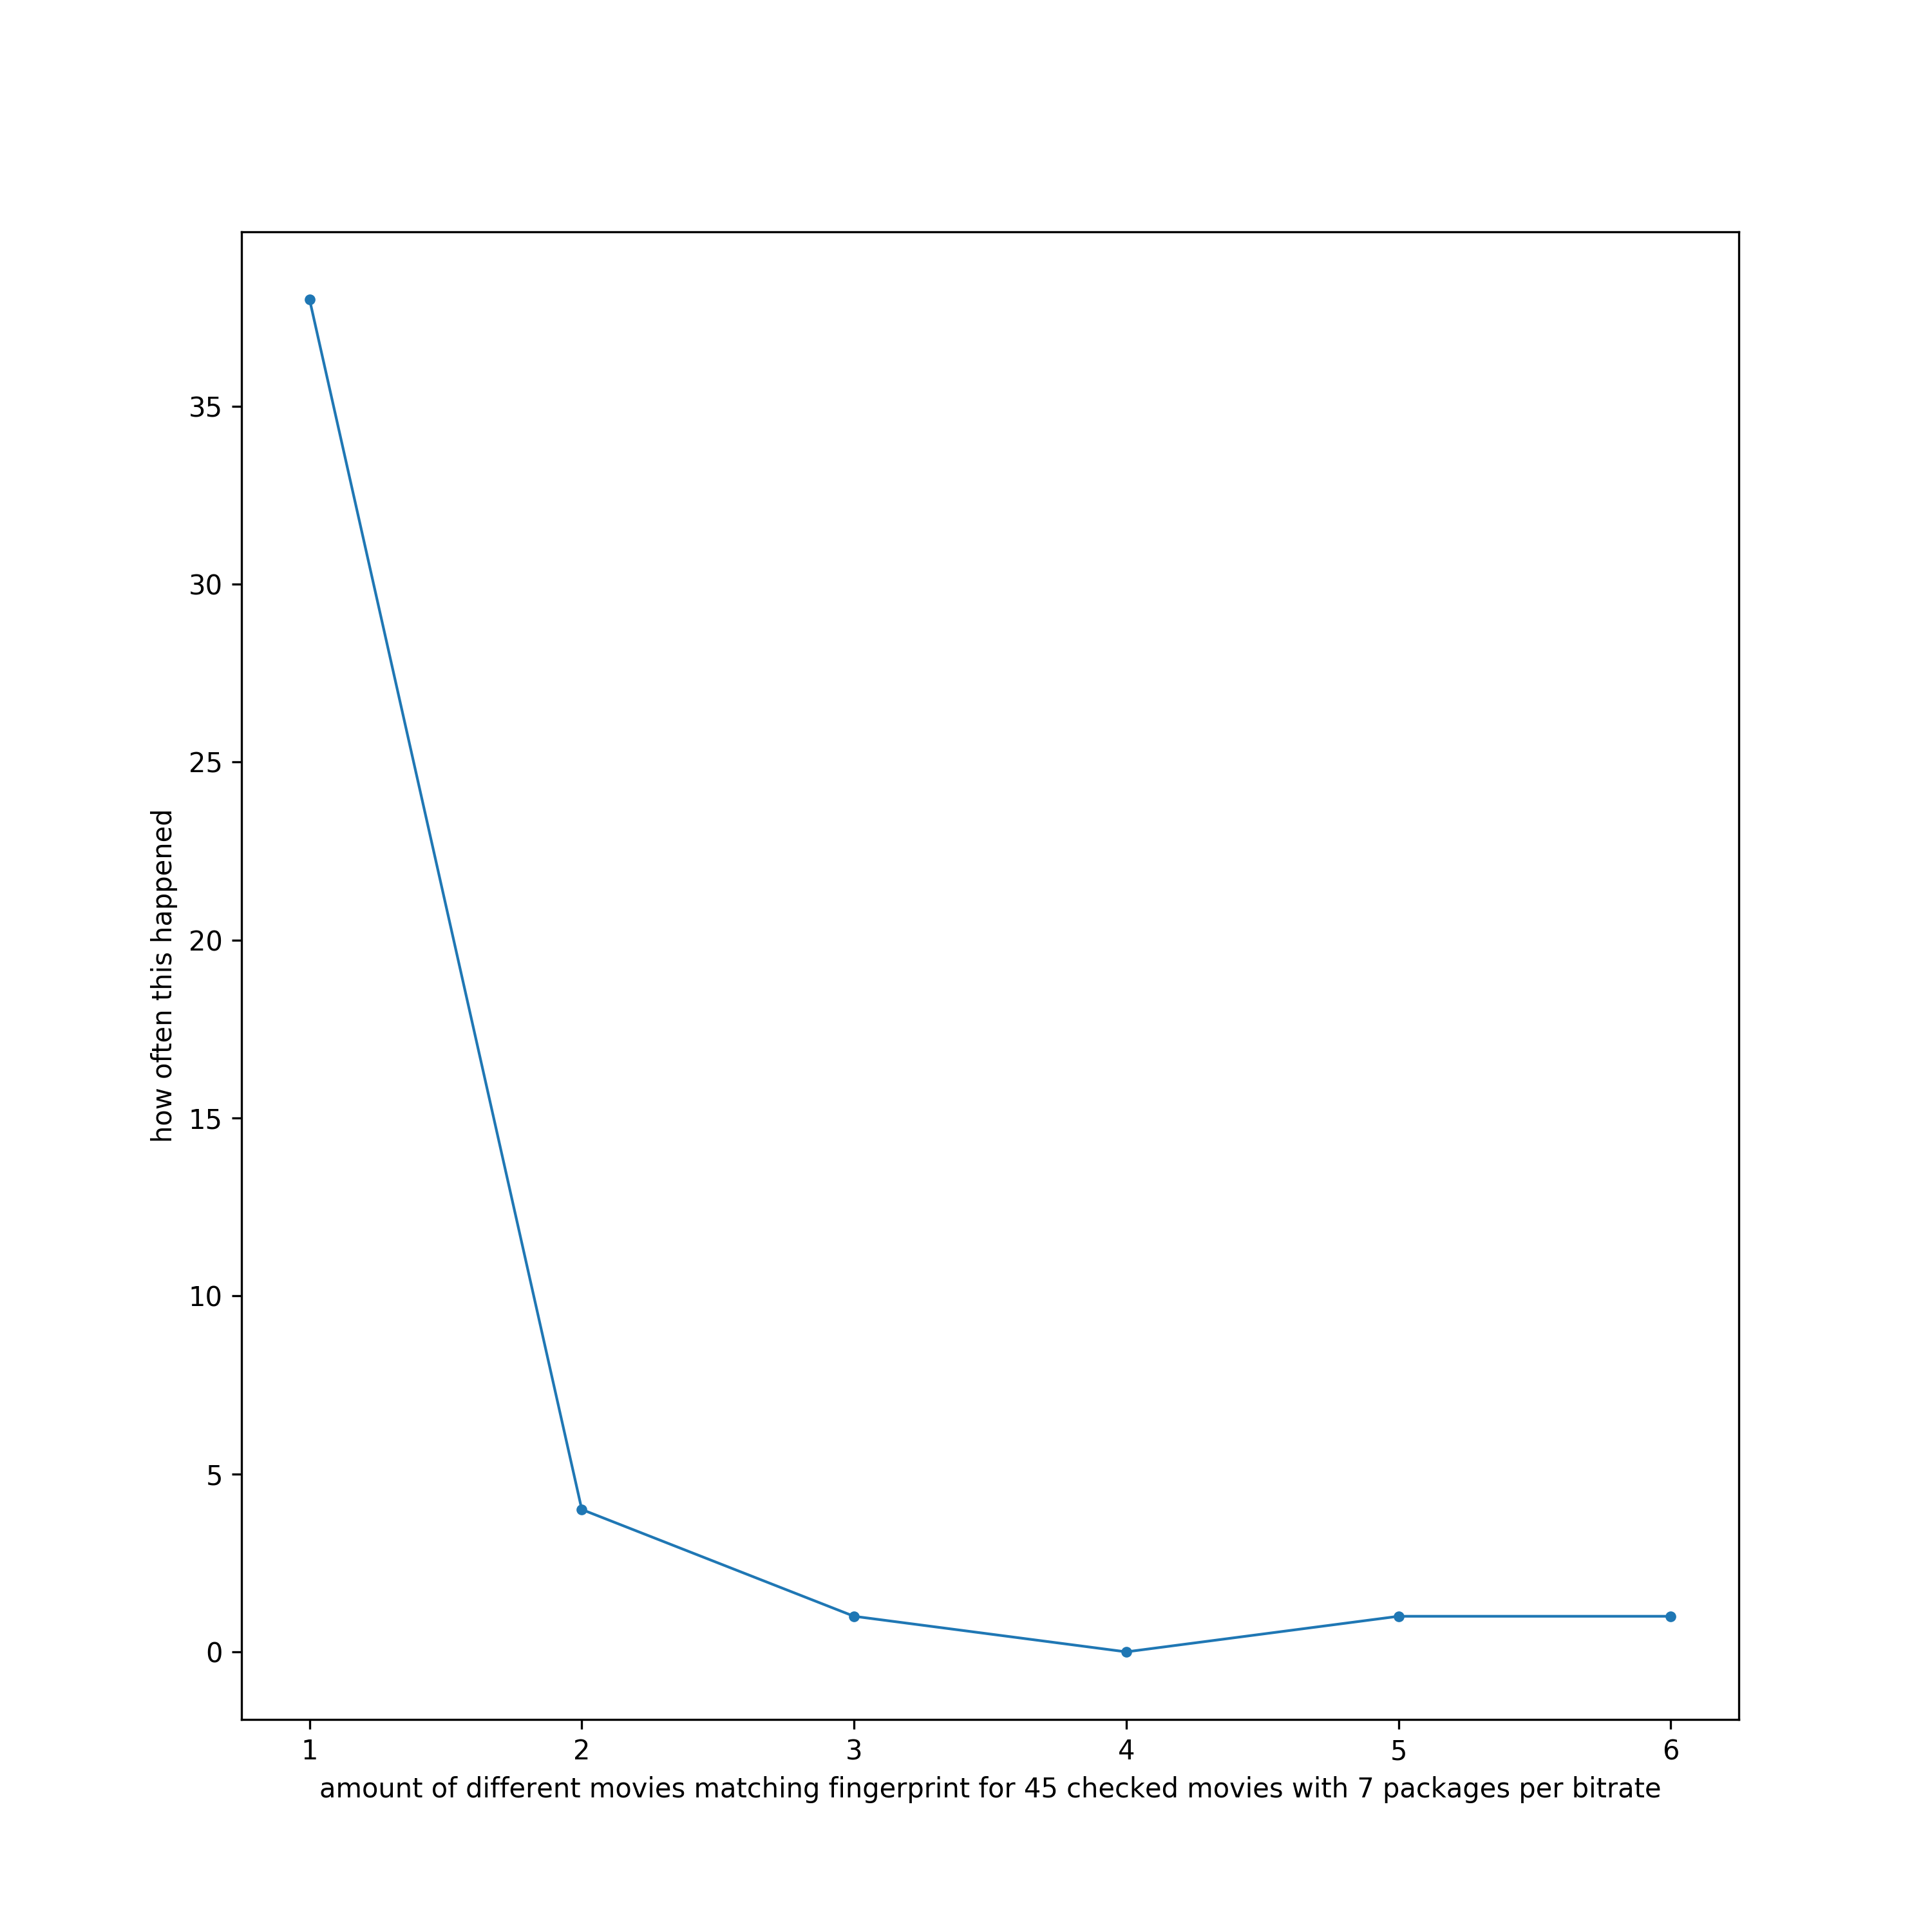 35
30
25
20
15
10
5
0
how often this happened
1 2 3 4 5 6
amount of different movies matching fingerprint for 45 checked movies with 7 packages per bitrate